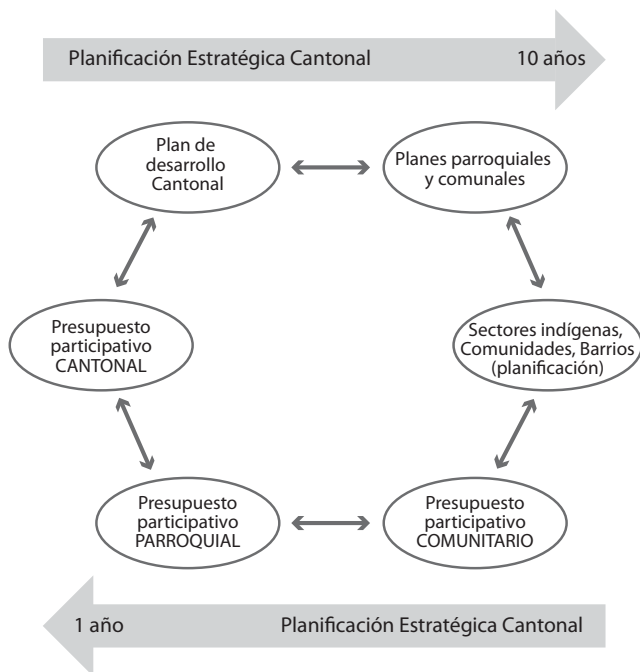 Planificación Estratégica Cantonal 10 años
Plan de
desarrollo
Cantonal
Planes parroquiales
y comunales
Presupuesto
participativo
CANTONAL
Sectores indígenas,
Comunidades, Barrios
(planificación)
Presupuesto
participativo
PARROQUIAL
Presupuesto
participativo
COMUNITARIO
1 año Planificación Estratégica Cantonal